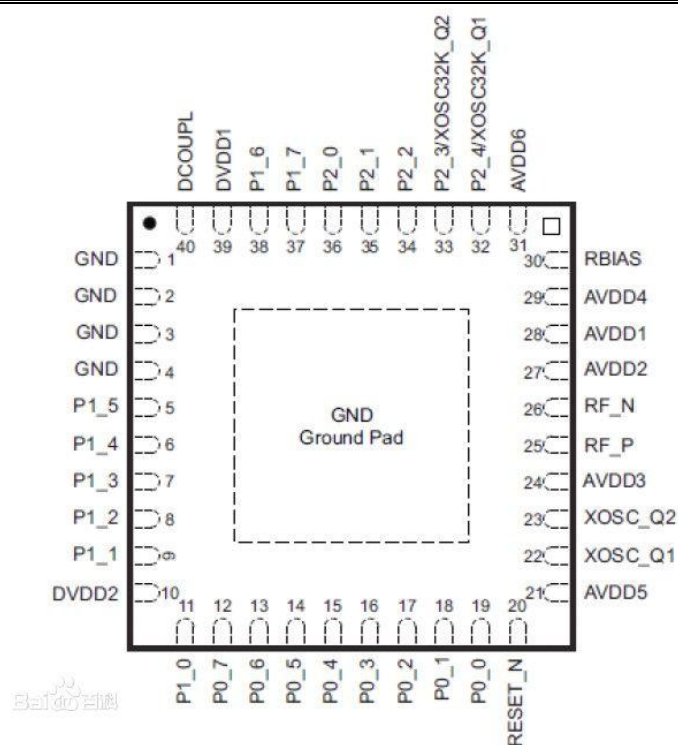 DCOUPL
DVDD1
P1_6
P1_7
P2_0
P2_1
P2_2
P2_3/XOSC32K_Q2
P2_4/XOSC32K_Q1
AVDD6
40 39 38 37 36 35 34 33 32 31
GND 1
GND 2
GND 3
GND 4
P1_5 5
P1_4 6
P1_3 7
P1_2 8
P1_1 9
DVDD2 10
GND
Ground Pad
30 RBIAS
29 AVDD4
28 AVDD1
27 AVDD2
26 RF_N
25 RF_P
24 AVDD3
23 XOSC_Q2
22 XOSC_Q1
21 AVDD5
11 12 13 14 15 16 17 18 19 20
P1_0
P0_7
P0_6
P0_5
P0_4
P0_3
P0_2
P0_1
P0_0
RESET_N
Bai du 百科